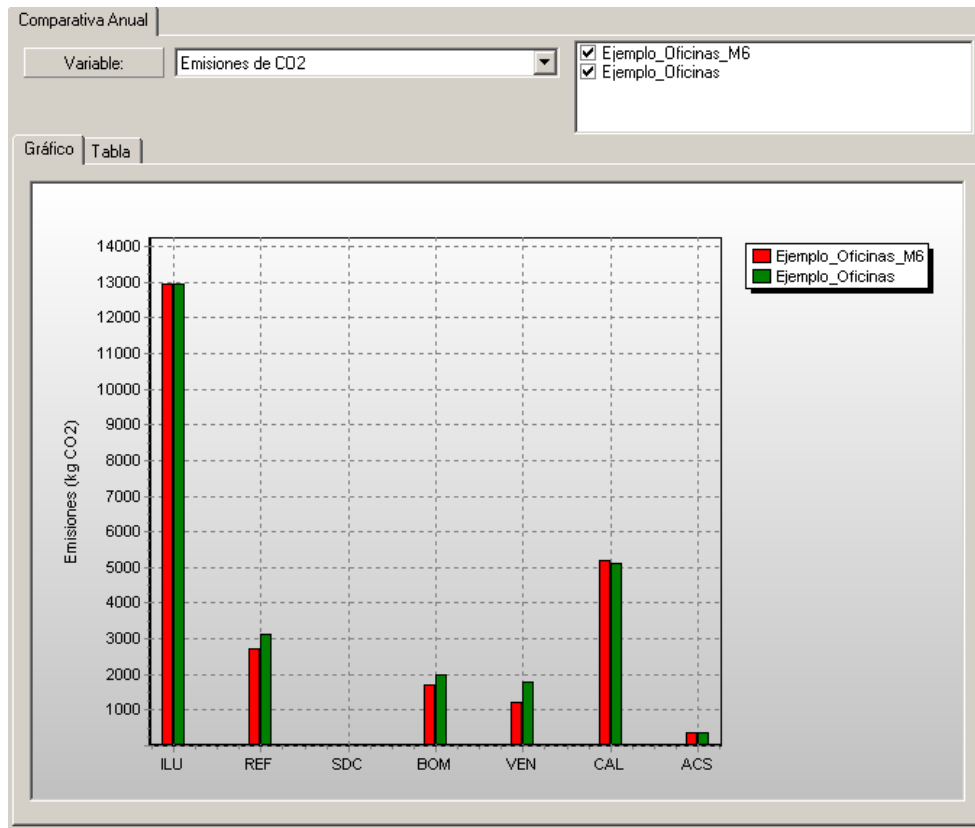 Comparativa Anual
Variable:
Emisiones de CO2
Ejemplo_Oficinas_M6
Ejemplo_Oficinas
Gráfico
Tabla
14000
13000
12000
11000
10000
9000
8000
7000
6000
5000
4000
3000
2000
1000
Emisiones (kg CO2)
ILU REF SDC BOM VEN CAL ACS
Ejemplo_Oficinas_M6
Ejemplo_Oficinas